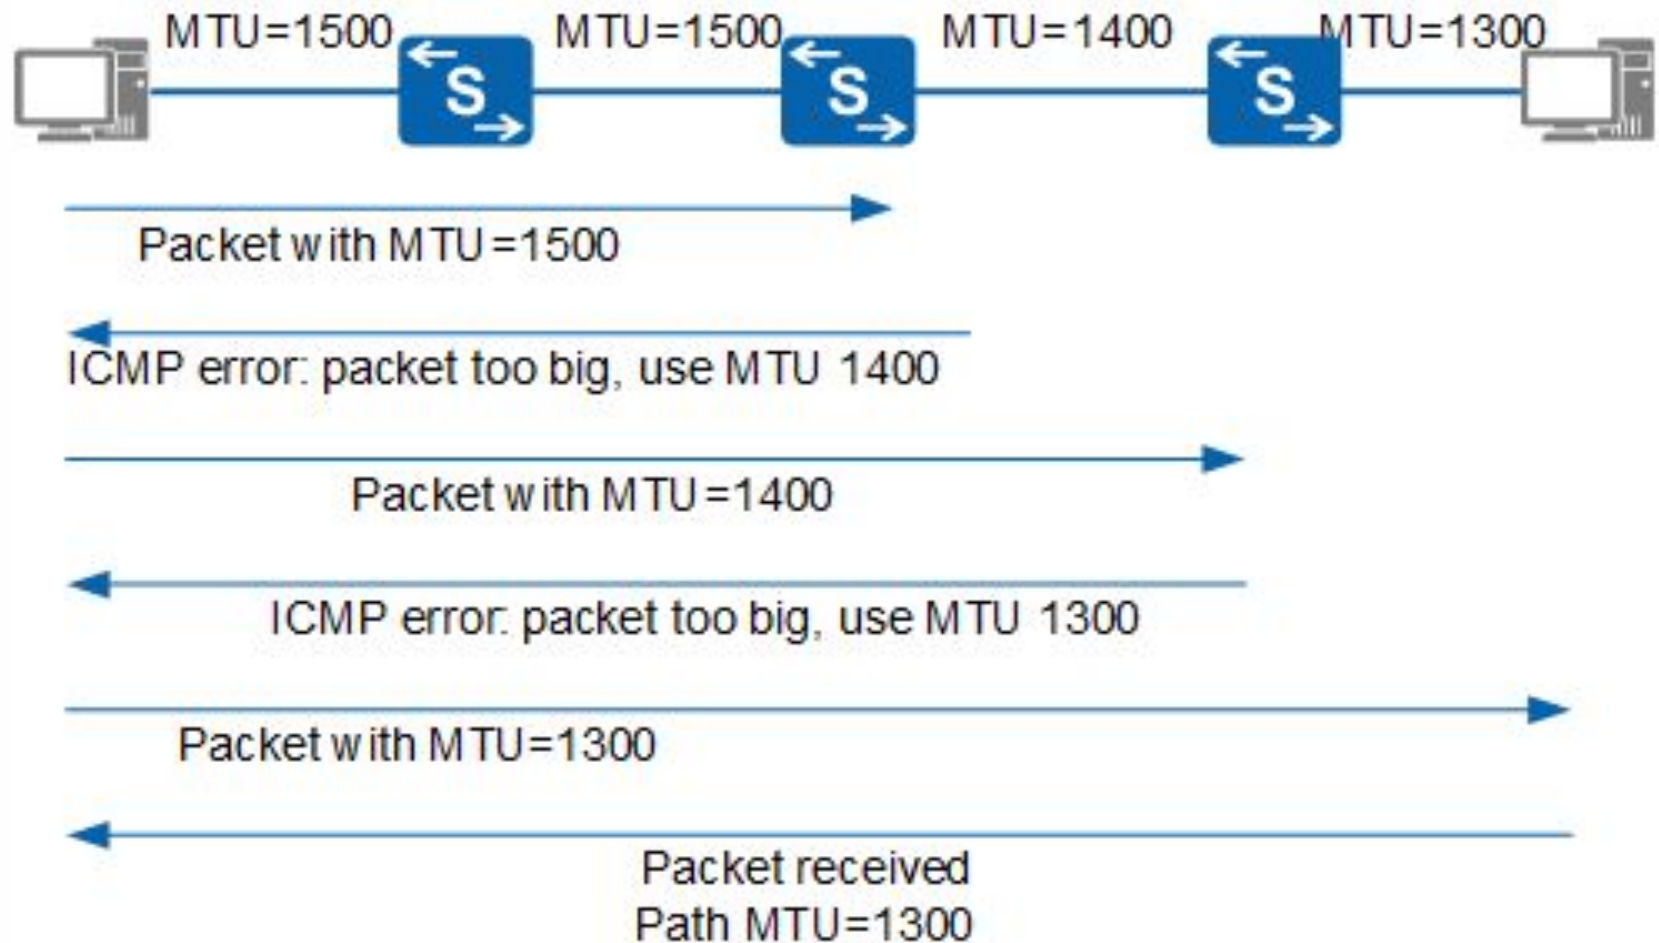 MTU=1500 MTU=1500 MTU=1400 MTU=1300
S S S
Packet with MTU=1500
ICMP error: packet too big, use MTU 1400
Packet with MTU=1400
ICMP error: packet too big, use MTU 1300
Packet with MTU=1300
Packet received
Path MTU=1300